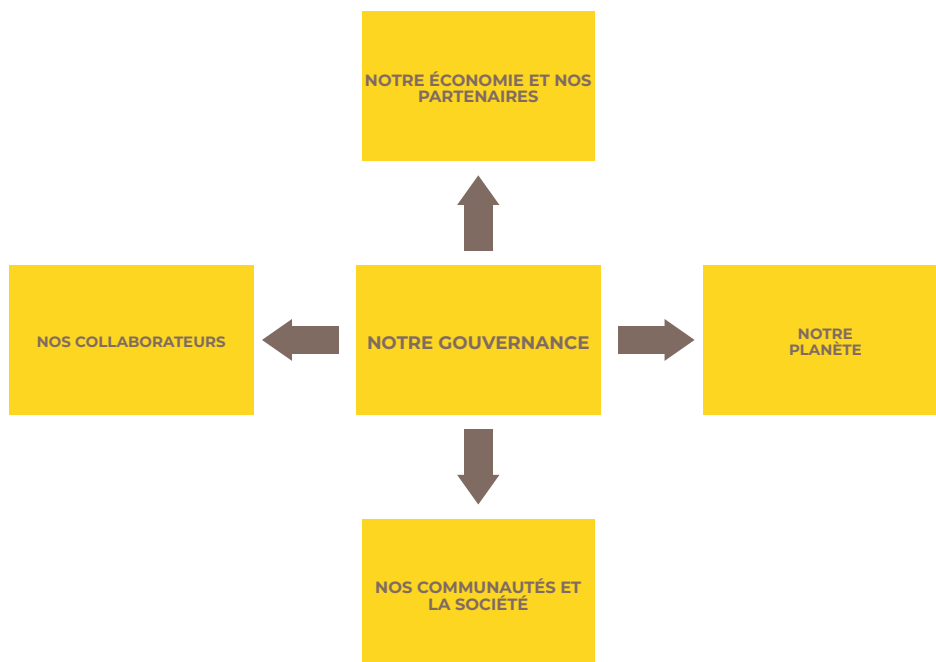 NOTRE ÉCONOMIE ET NOS
PARTENAIRES
NOS COLLABORATEURS
NOTRE GOUVERNANCE
NOTRE
PLANÈTE
NOS COMMUNAUTÉS ET
LA SOCIÉTÉ